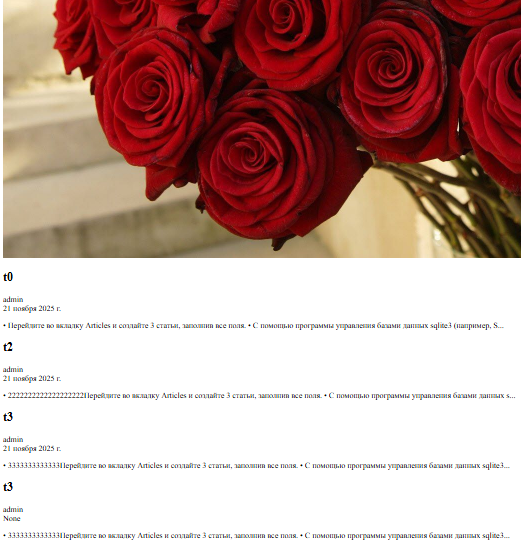 t0
admin
21 ноября 2025 г.
• Перейдите во вкладку Articles и создайте 3 статьи, заполнив все поля. • С помощью программы управления базами данных sqlite3 (например, S...
t2
admin
21 ноября 2025 г.
• 2222222222222222222Перейдите во вкладку Articles и создайте 3 статьи, заполнив все поля. • С помощью программы управления базами данных s...
t3
admin
21 ноября 2025 г.
• 3333333333333Перейдите во вкладку Articles и создайте 3 статьи, заполнив все поля. • С помощью программы управления базами данных sqlite3...
t3
admin
None
• 3333333333333Перейдите во вкладку Articles и создайте 3 статьи, заполнив все поля. • С помощью программы управления базами данных sqlite3...